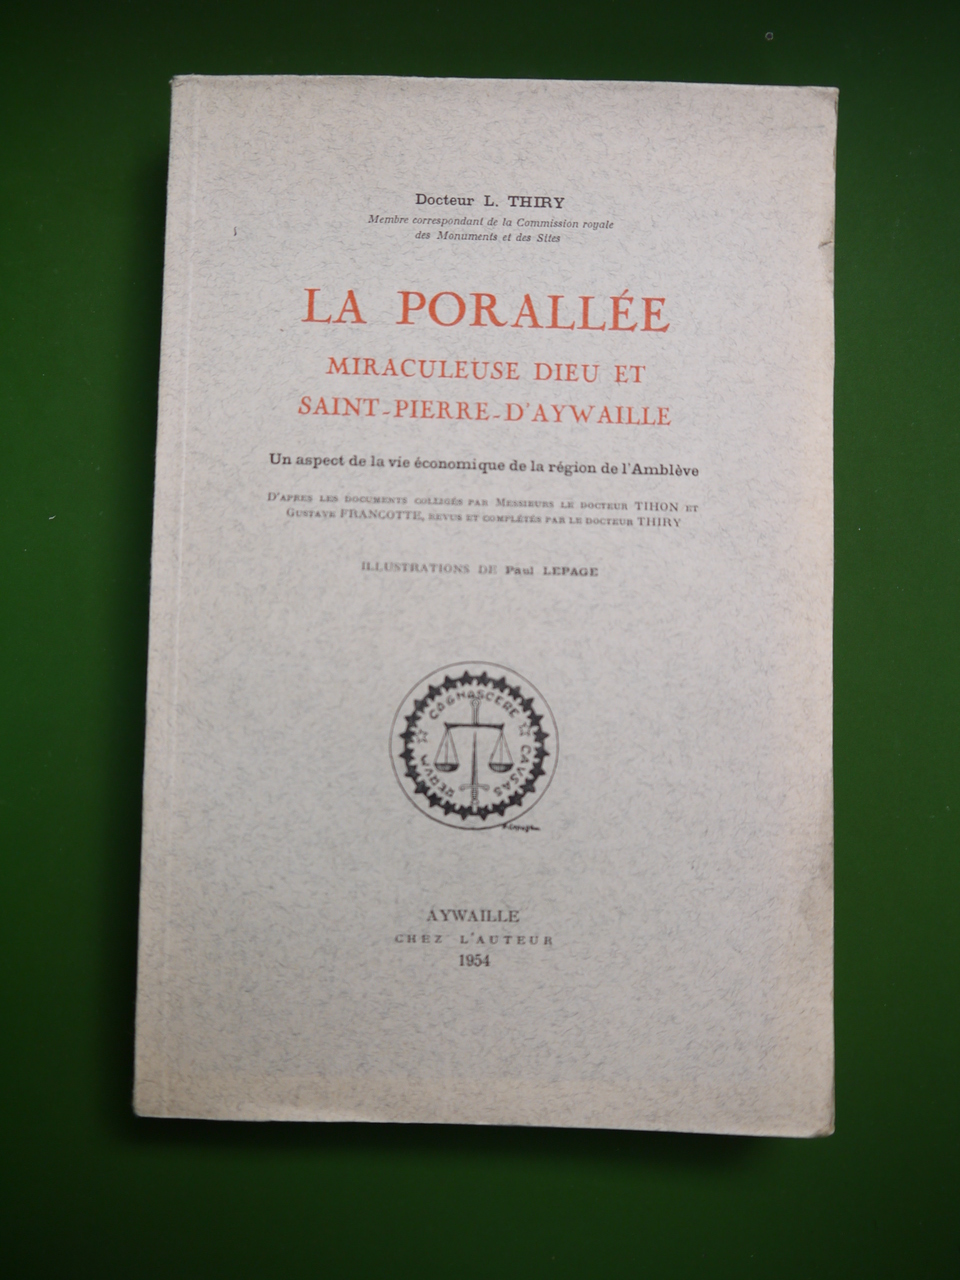 Docteur L. THIRY
Membre correspondant de la Commission royale
des Monuments et des Sites
LA PORALLÉE
MIRACULEUSE DIEU ET
SAINT-PIERRE-D'AYWAILLE
Un aspect de la vie économique de la région de l'Amblève
D'APRES LES DOCUMENTS COLLIGÉS PAR MESSIEURS LE DOCTEUR TIHON ET
GUSTAVE FRANCOTTE, REVUS ET COMPLÉTÉS PAR LE DOCTEUR THIRY
ILLUSTRATIONS DE Paul LEPAGE
COGNASCERE
CAVSAS
RERVM
AYWAILLE
CHEZ L'AUTEUR
1954